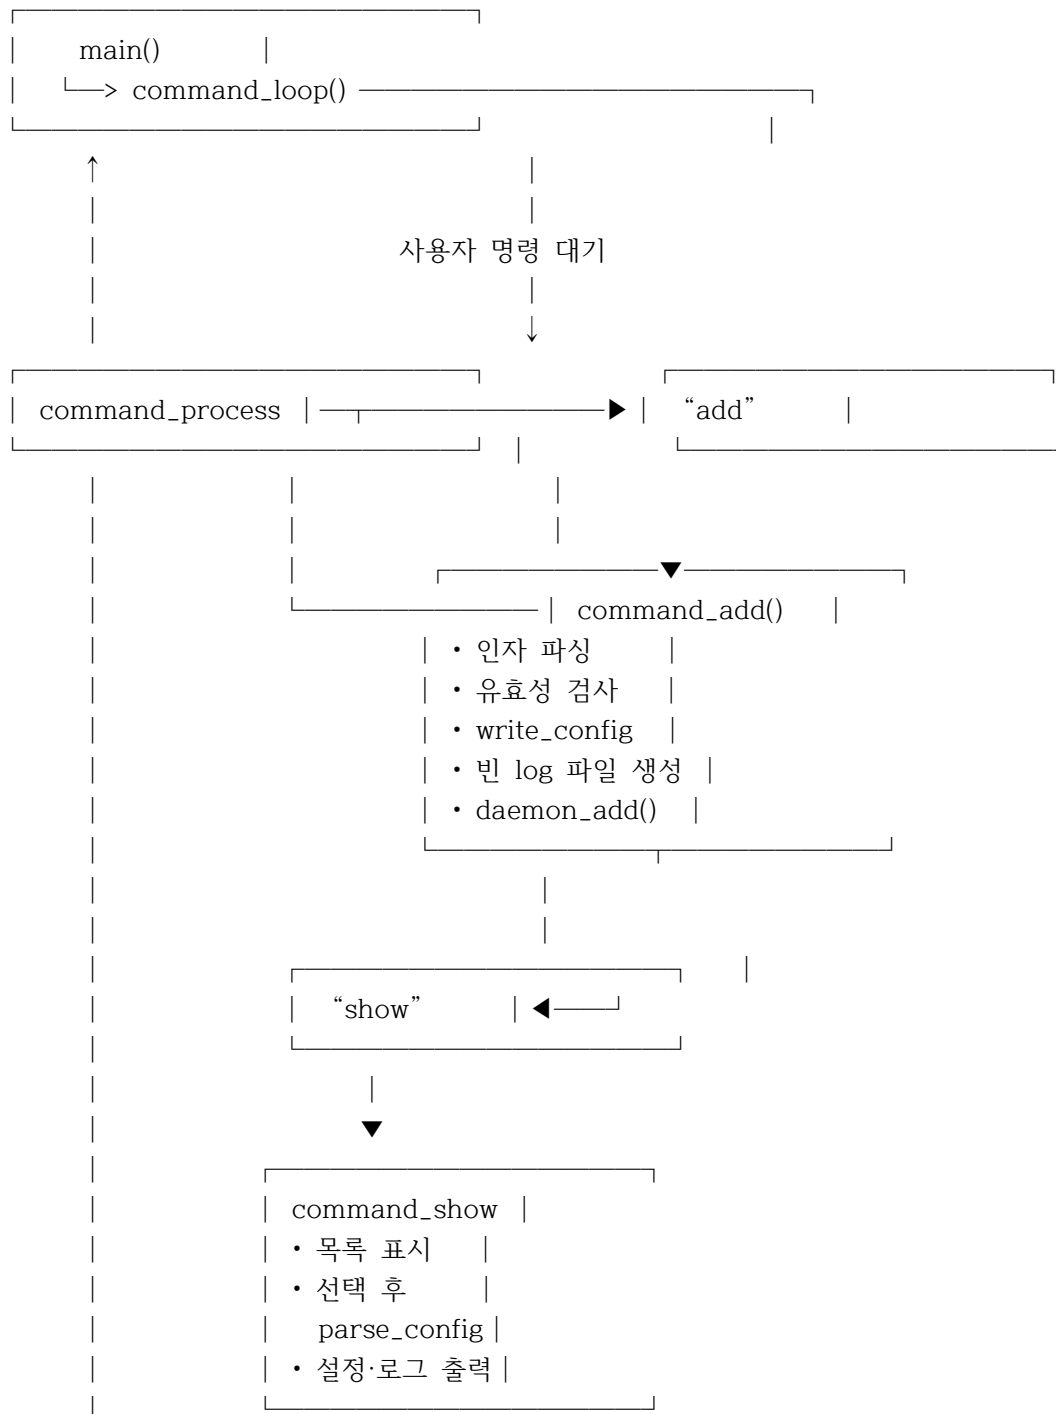 main()
command_loop()
사용자 명령 대기
command_process “add”
command_add()
• 인자 파싱
• 유효성 검사
• write_config
• 빈 log 파일 생성
• daemon_add()
“show”
command_show
• 목록 표시
• 선택 후
parse_config
• 설정·로그 출력